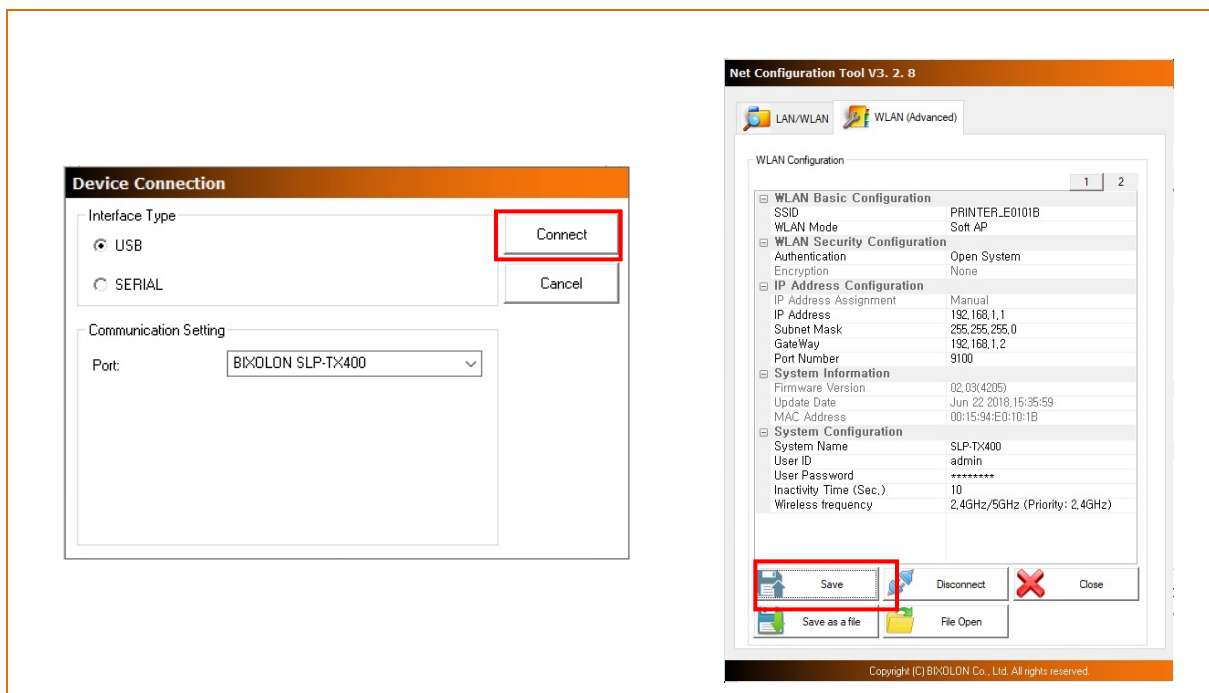 Device Connection
Interface Type
USB
SERIAL
Connect
Cancel
Communication Setting
Port: BIXOLON SLP-TX400
Net Configuration Tool V3. 2. 8
LAN/WLAN WLAN (Advanced)
WLAN Configuration
1 2
WLAN Basic Configuration
SSID PRINTER_E0101B
WLAN Mode Soft AP
WLAN Security Configuration
Authentication Open System
Encryption None
IP Address Configuration
IP Address Assignment Manual
IP Address 192,168,1,1
Subnet Mask 255,255,255,0
GateWay 192,168,1,2
Port Number 9100
System Information
Firmware Version 02,03(4205)
Update Date Jun 22 2018,15:35:59
MAC Address 00:15:94:E0:10:1B
System Configuration
System Name SLP-TX400
User ID admin
User Password ********
Inactivity Time (Sec,) 10
Wireless frequency 2,4GHz/5GHz (Priority: 2,4GHz)
Save Disconnect Close
Save as a file File Open
Copyright (C) BIXOLON Co., Ltd. All rights reserved.